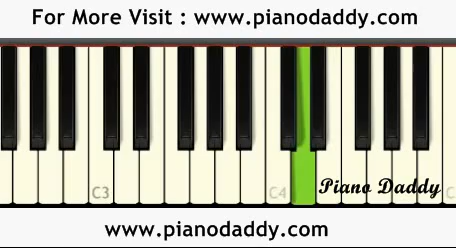 For More Visit : www.pianodaddy.com
C3
C4
Piano Daddy
C
www.pianodaddy.com